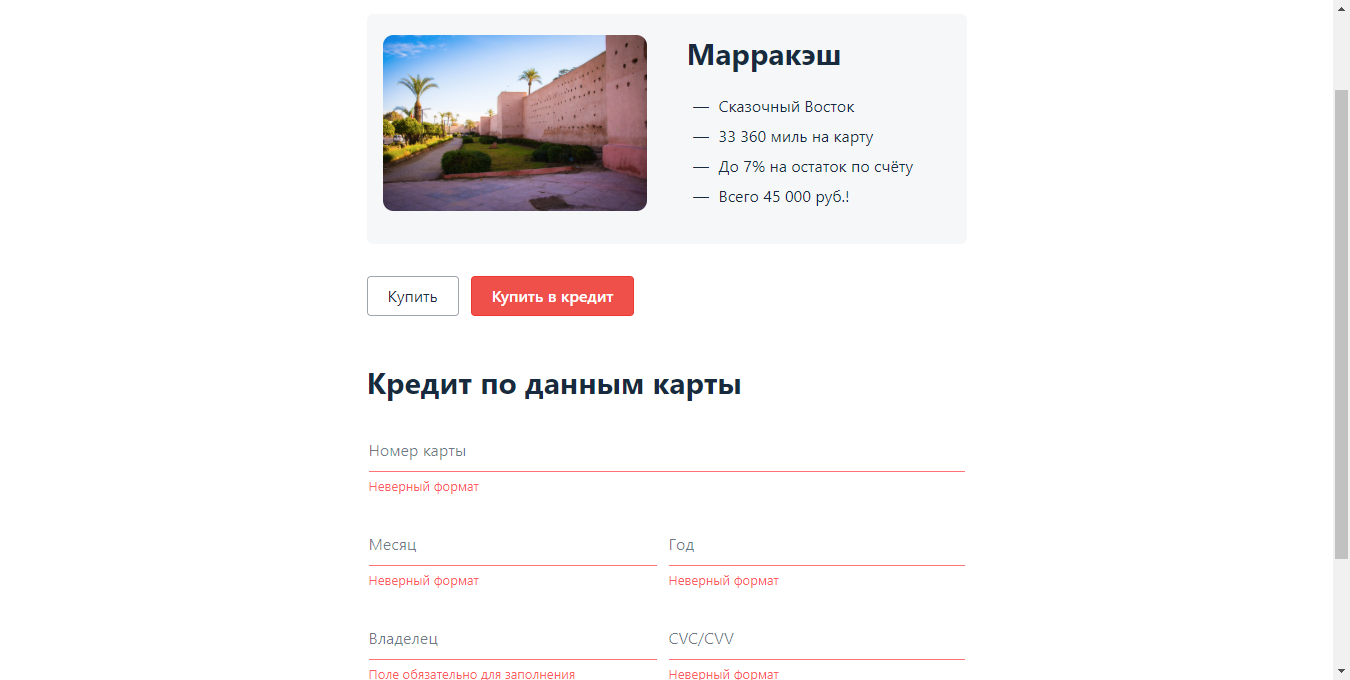 Марракэш
— Сказочный Восток
— 33 360 миль на карту
— До 7% на остаток по счёту
— Всего 45 000 руб.!
Купить
Купить в кредит
Кредит по данным карты
Номер карты
Неверный формат
Месяц
Год
Неверный формат
Неверный формат
Владелец
CVC/CVV
Поле обязательно для заполнения
Неверный формат